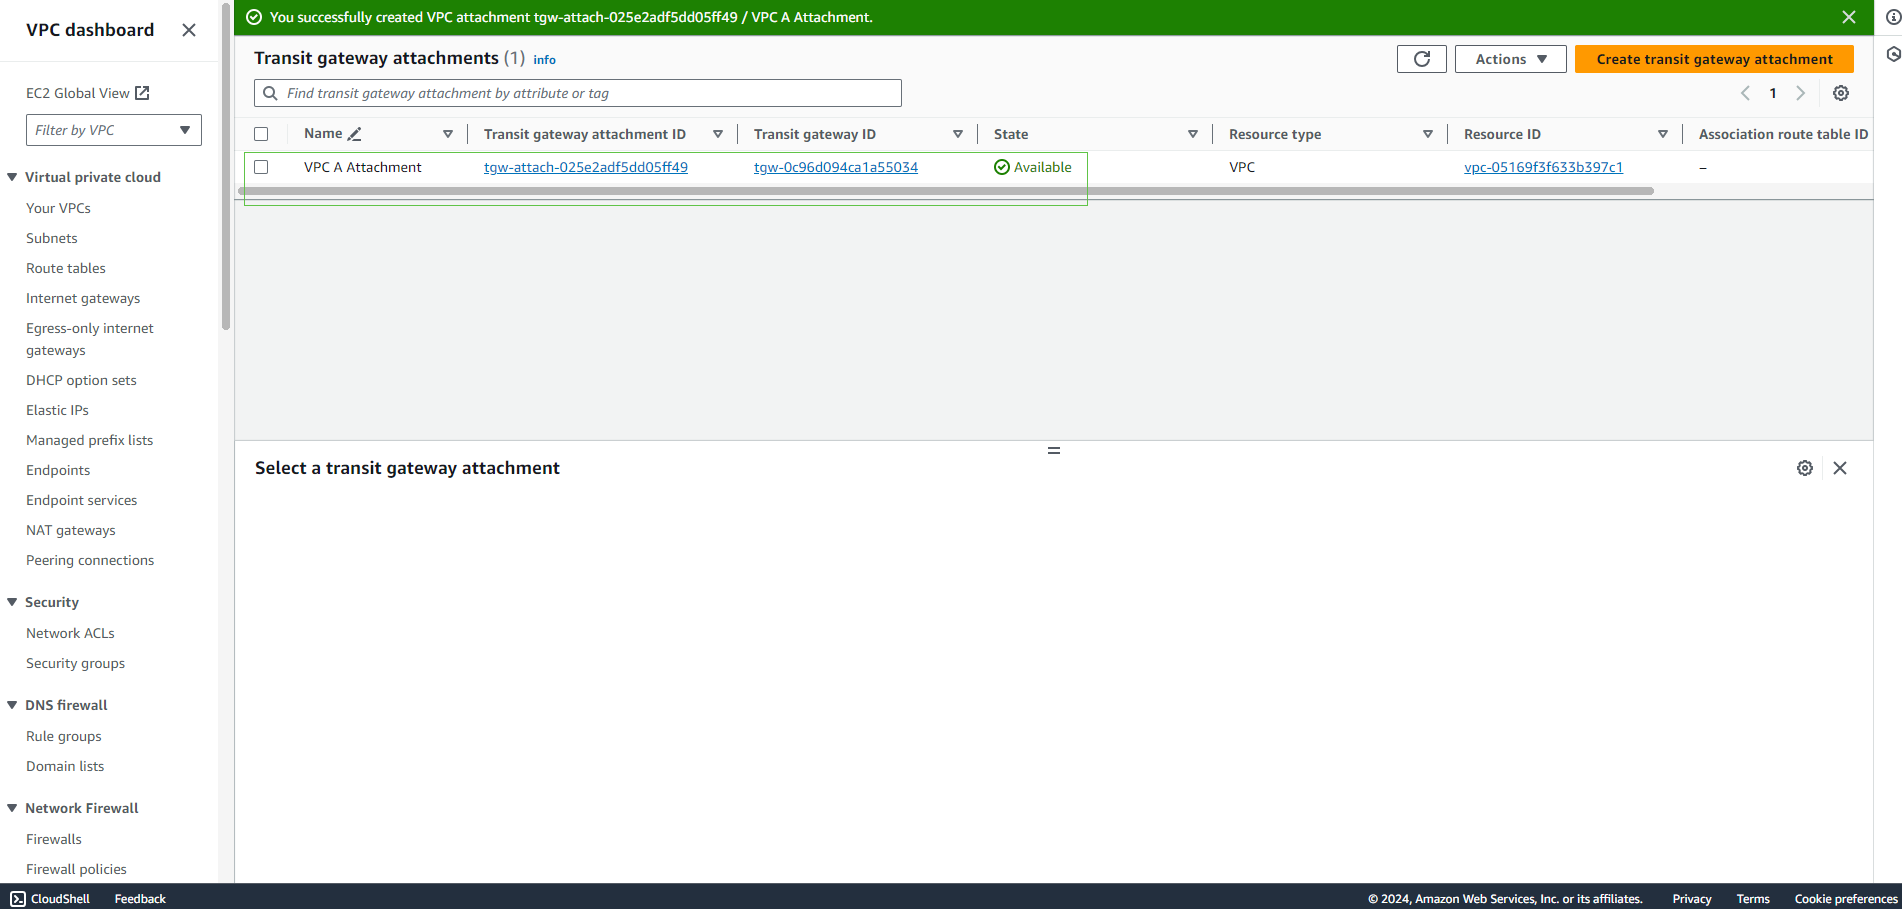 VPC dashboard
EC2 Global View
Filter by VPC
Virtual private cloud
Your VPCs
Subnets
Route tables
Internet gateways
Egress-only internet
gateways
DHCP option sets
Elastic IPs
Managed prefix lists
Endpoints
Endpoint services
NAT gateways
Peering connections
Security
Network ACLs
Security groups
DNS firewall
Rule groups
Domain lists
Network Firewall
Firewalls
Firewall policies
You successfully created VPC attachment tgw-attach-025e2adf5dd05ff49 / VPC A Attachment.
Transit gateway attachments (1) info
Actions
Create transit gateway attachment
Find transit gateway attachment by attribute or tag
1
Name Transit gateway attachment ID Transit gateway ID State Resource type Resource ID Association route table ID
VPC A Attachment tgw-attach-025e2adf5dd05ff49 tgw-0c96d094ca1a55034 Available VPC vpc-05169f3f633b397c1 –
Select a transit gateway attachment
CloudShell Feedback © 2024, Amazon Web Services, Inc. or its affiliates. Privacy Terms Cookie preferences